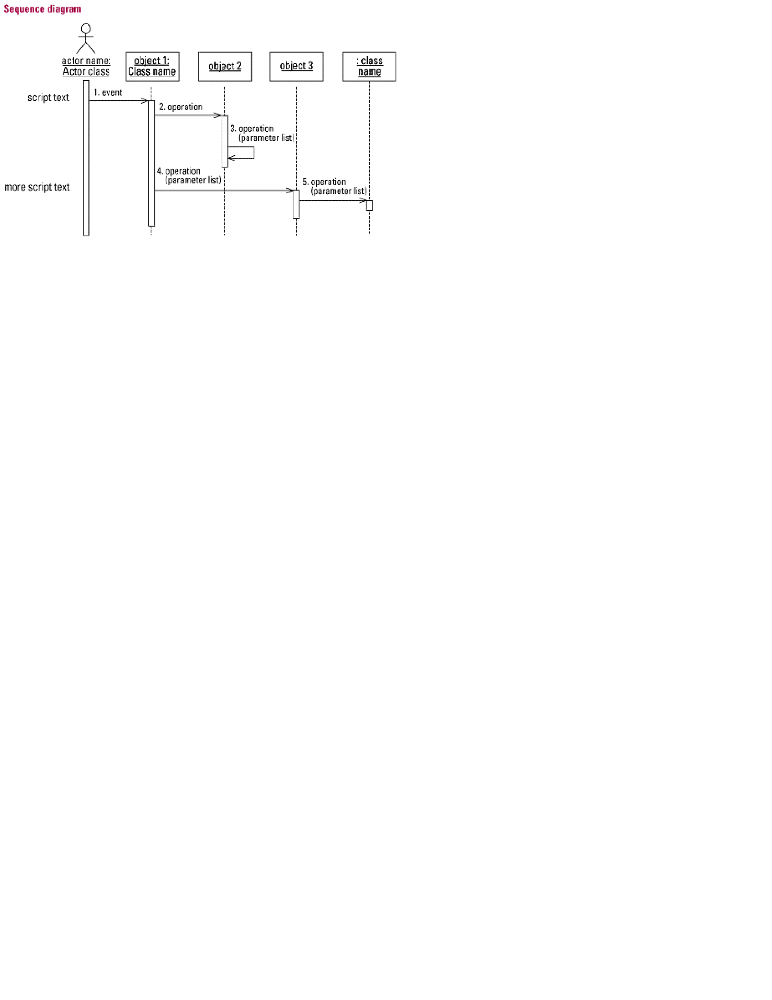 Sequence diagram
actor name:
Actor class
object 1:
Class name
object 2
object 3
: class
name
script text
1. event
2. operation
3. operation
(parameter list)
4. operation
(parameter list)
more script text
5. operation
(parameter list)